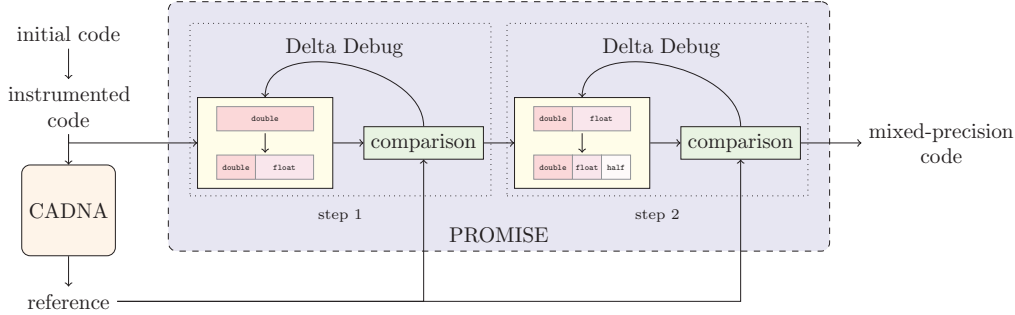 initial code
instrumented
code
CADNA
reference
Delta Debug
double
double float
comparison
step 1
Delta Debug
double float
double float half
comparison
step 2
PROMISE
mixed-precision
code